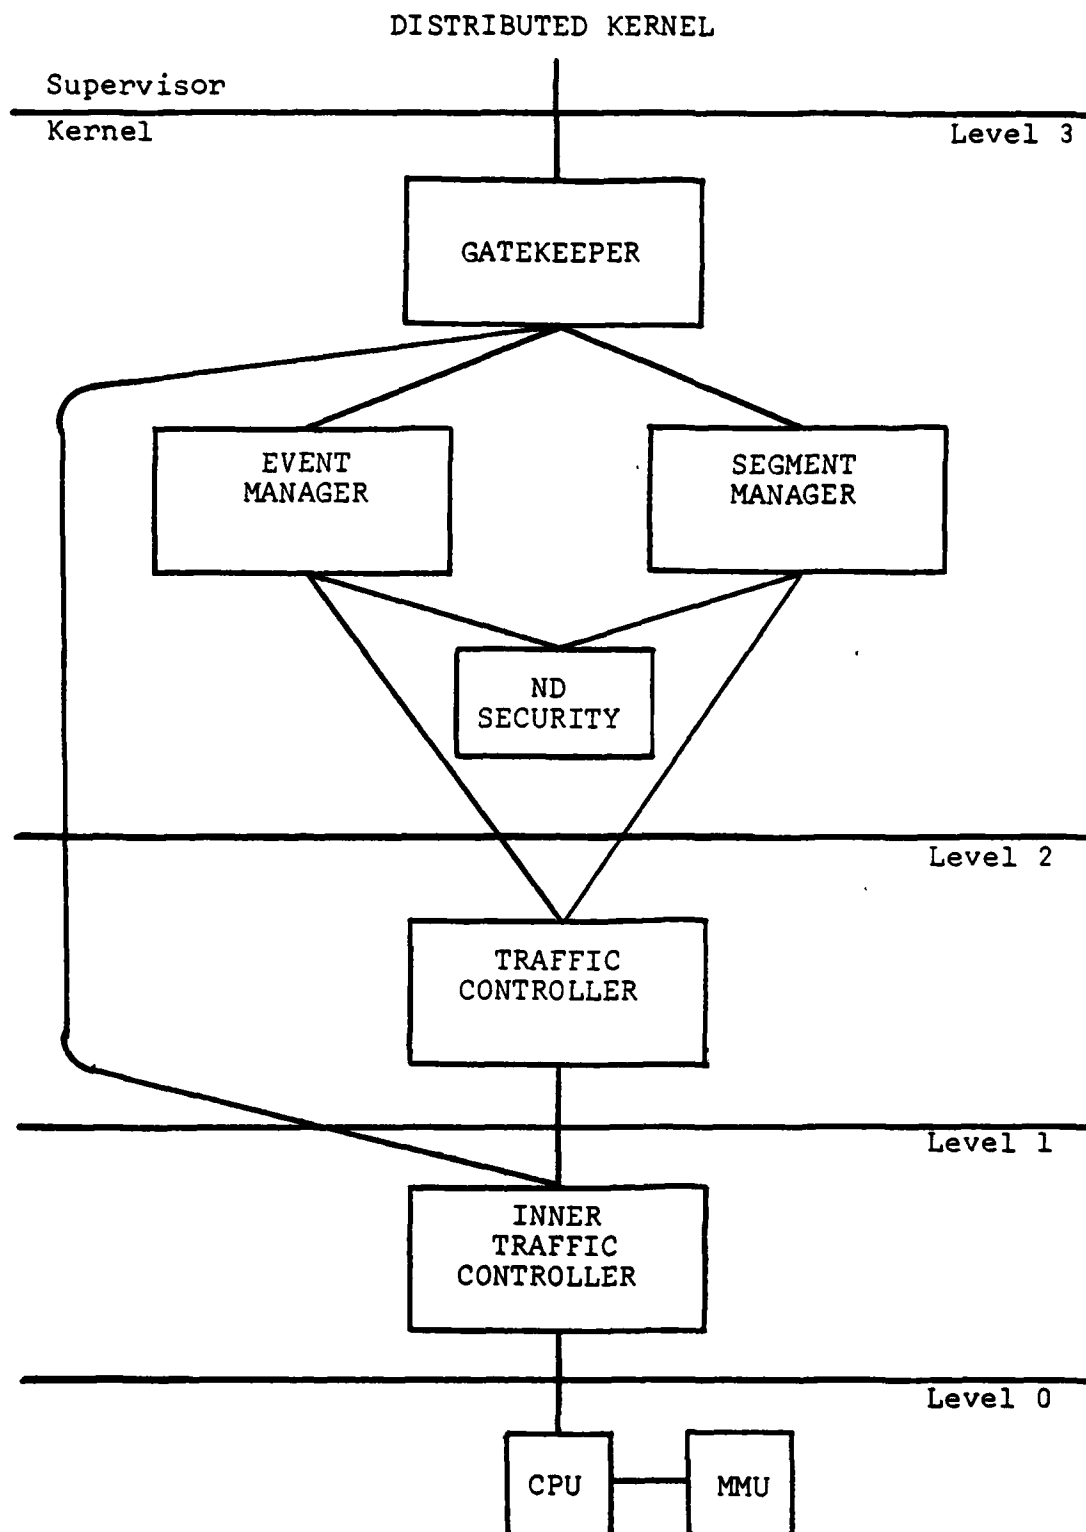 DISTRIBUTED KERNEL
Supervisor
Kernel
Level 3
GATEKEEPER
EVENT
MANAGER
SEGMENT
MANAGER
ND
SECURITY
Level 2
TRAFFIC
CONTROLLER
Level 1
INNER
TRAFFIC
CONTROLLER
Level 0
CPU
MMU